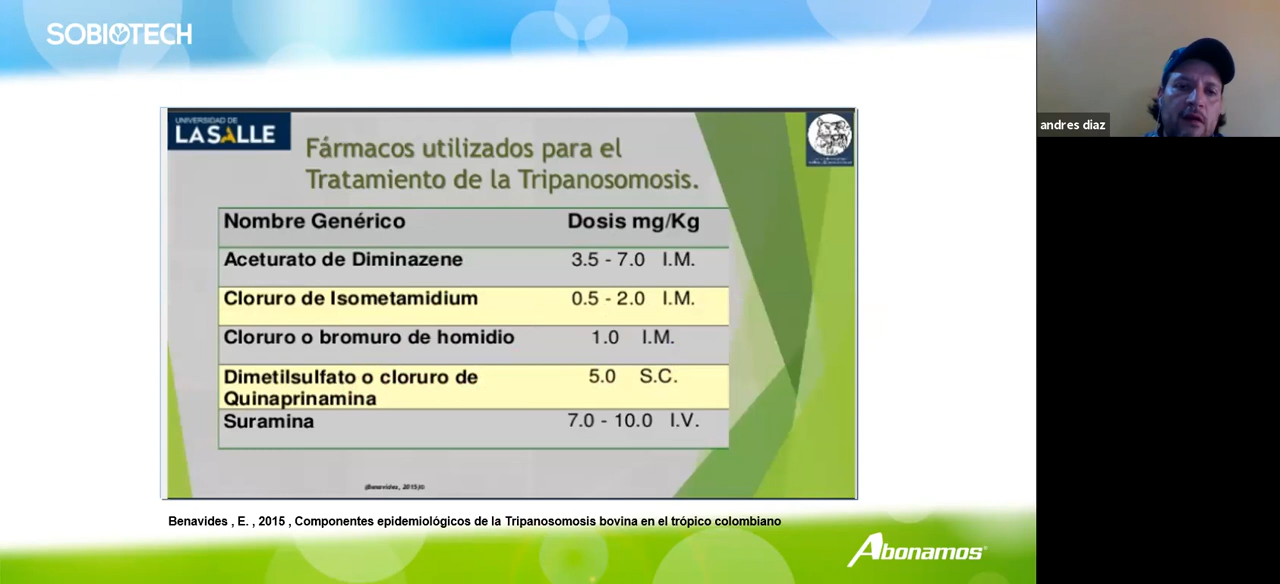 SOBIOTECH
UNIVERSIDAD DE
LA SALLE
Fármacos utilizados para el
Tratamiento de la Tripanosomosis.
Nombre Genérico Dosis mg/Kg
Aceturato de Diminazene 3.5 - 7.0 I.M.
Cloruro de Isometamidium 0.5 - 2.0 I.M.
Cloruro o bromuro de homidio 1.0 I.M.
Dimetilsulfato o cloruro de 5.0 S.C.
Quinaprinamina
Suramina 7.0 - 10.0 I.V.
Benavides , E. , 2015 , Componentes epidemiológicos de la Tripanosomosis bovina en el trópico colombiano
Abonamos
andres diaz